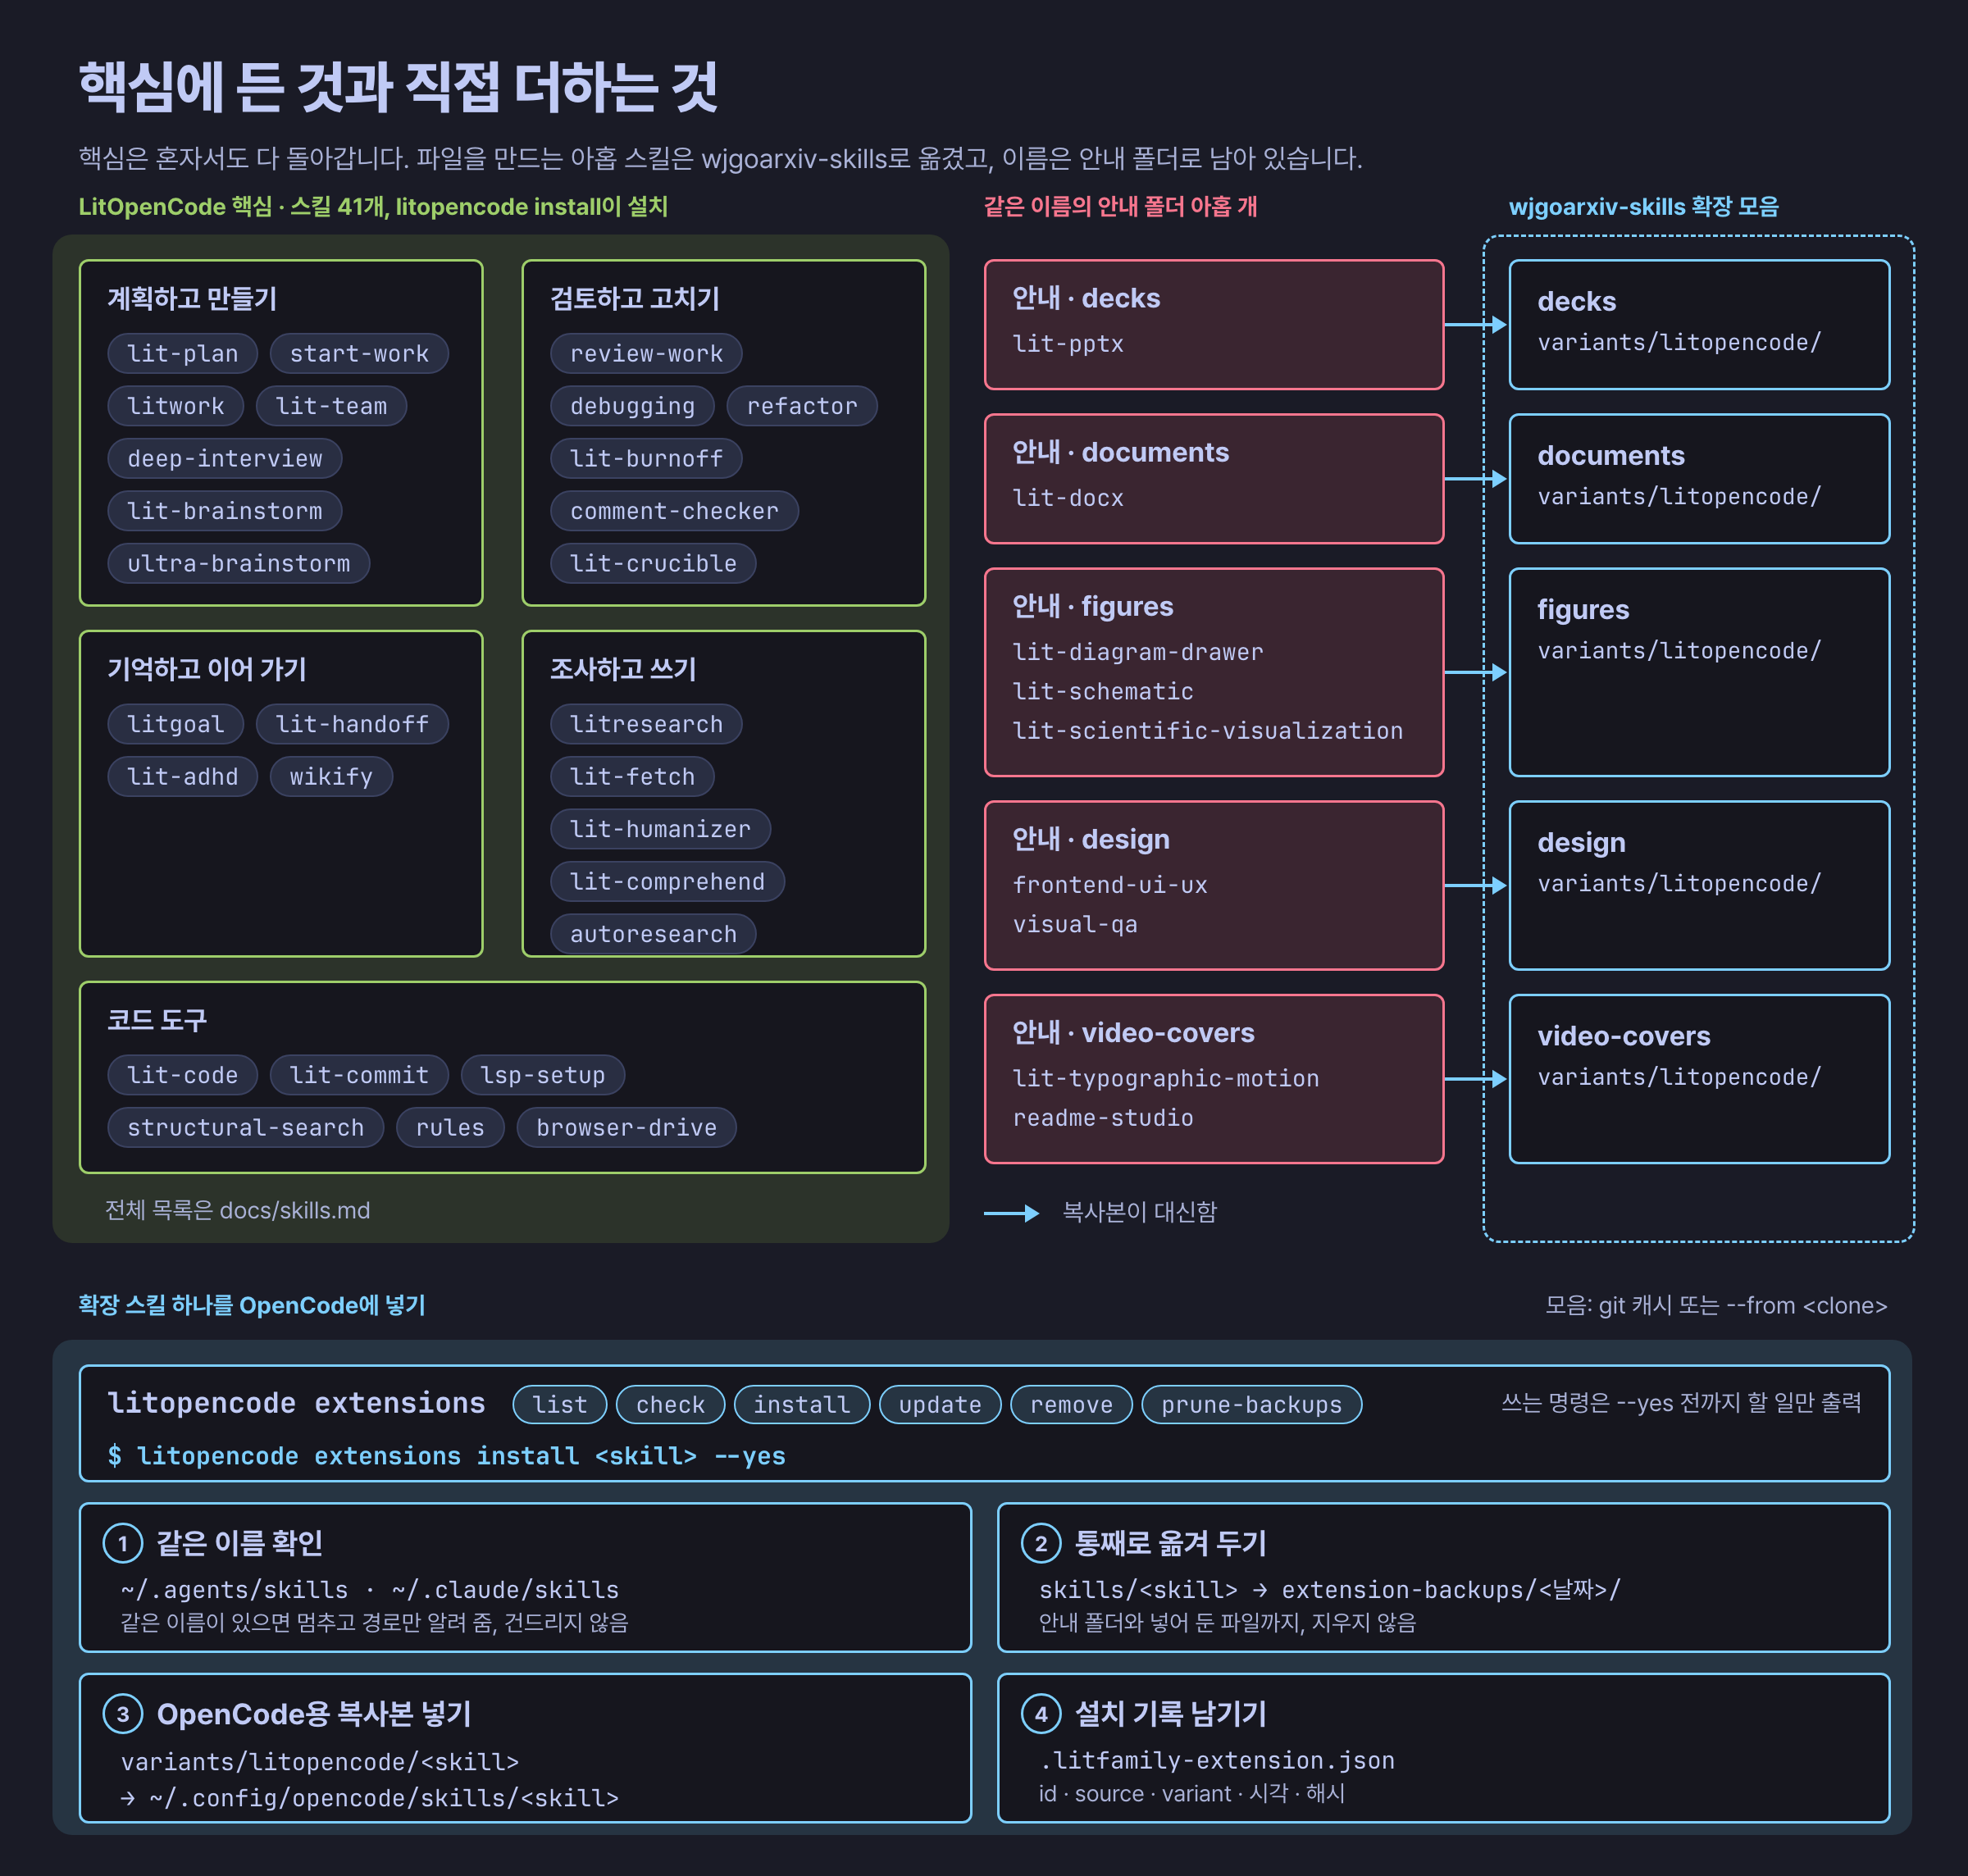 핵심에 든 것과 직접 더하는 것
핵심은 혼자서도 다 돌아갑니다. 파일을 만드는 아홉 스킬은 wjgoarxiv-skills로 옮겼고, 이름은 안내 폴더로 남아 있습니다.
LitOpenCode 핵심 · 스킬 41개, litopencode install이 설치
계획하고 만들기
lit-plan start-work
litwork lit-team
deep-interview
lit-brainstorm
ultra-brainstorm
검토하고 고치기
review-work
debugging refactor
lit-burnoff
comment-checker
lit-crucible
기억하고 이어 가기
litgoal lit-handoff
lit-adhd wikify
조사하고 쓰기
litresearch
lit-fetch
lit-humanizer
lit-comprehend
autoresearch
코드 도구
lit-code lit-commit lsp-setup
structural-search rules browser-drive
전체 목록은 docs/skills.md
같은 이름의 안내 폴더 아홉 개
안내 · decks
lit-pptx
안내 · documents
lit-docx
안내 · figures
lit-diagram-drawer
lit-schematic
lit-scientific-visualization
안내 · design
frontend-ui-ux
visual-qa
안내 · video-covers
lit-typographic-motion
readme-studio
복사본이 대신함
wjgoarxiv-skills 확장 모음
decks
variants/litopencode/
documents
variants/litopencode/
figures
variants/litopencode/
design
variants/litopencode/
video-covers
variants/litopencode/
확장 스킬 하나를 OpenCode에 넣기
모음: git 캐시 또는 --from <clone>
litopencode extensions list check install update remove prune-backups
쓰는 명령은 --yes 전까지 할 일만 출력
$ litopencode extensions install <skill> --yes
1 같은 이름 확인
~/.agents/skills · ~/.claude/skills
같은 이름이 있으면 멈추고 경로만 알려 줌, 건드리지 않음
2 통째로 옮겨 두기
skills/<skill> → extension-backups/<날짜>/
안내 폴더와 넣어 둔 파일까지, 지우지 않음
3 OpenCode용 복사본 넣기
variants/litopencode/<skill>
→ ~/.config/opencode/skills/<skill>
4 설치 기록 남기기
.litfamily-extension.json
id · source · variant · 시각 · 해시